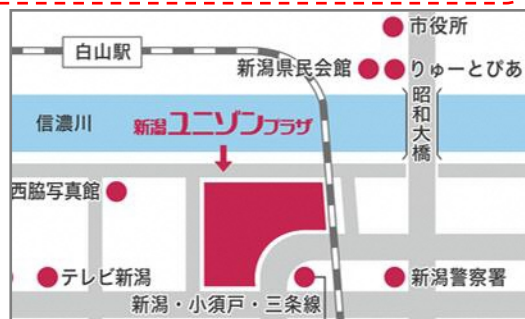 市役所
白山駅
新潟県民会館
りゅーとぴあ
昭和大橋
信濃川
新潟ユニゾンプラザ
西脇写真館
テレビ新潟
新潟警察署
新潟・小須戸・三条線